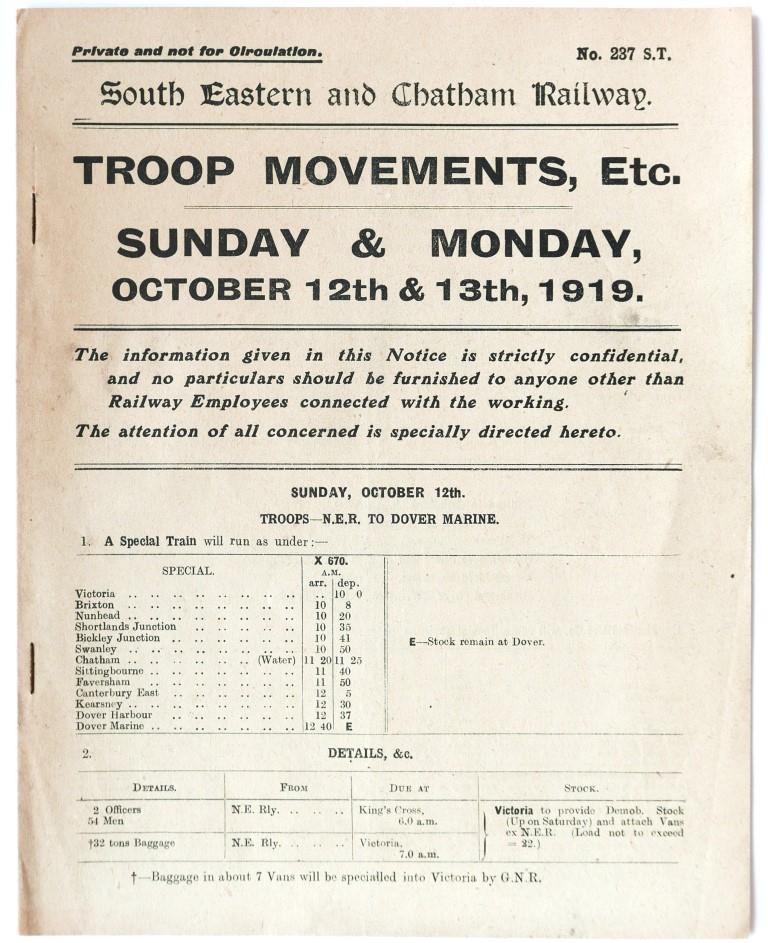 Private and not for Circulation. No. 237 S.T.
South Eastern and Chatham Railway.
TROOP MOVEMENTS, Etc.
SUNDAY & MONDAY,
OCTOBER 12th & 13th, 1919.
The information given in this Notice is strictly confidential,
and no particulars should be furnished to anyone other than
Railway Employees connected with the working.
The attention of all concerned is specially directed hereto.
SUNDAY, OCTOBER 12th.
TROOPS—N.E.R. TO DOVER MARINE.
1. A Special Train will run as under:—
SPECIAL. X 670.
A.M.
arr. dep.
Victoria .. .. .. .. .. .. .. .. .. 10 0
Brixton .. .. .. .. .. .. .. .. 10 8
Nunhead .. .. .. .. .. .. .. .. 10 20
Shortlands Junction .. .. .. .. .. 10 35
Bickley Junction .. .. .. .. .. .. 10 41
Swanley .. .. .. .. .. .. .. .. 10 50
Chatham .. .. .. .. .. .. (Water) 11 20 11 25
Sittingbourne .. .. .. .. .. .. .. 11 40
Faversham .. .. .. .. .. .. .. 11 50
Canterbury East .. .. .. .. .. .. 12 5
Kearsney .. .. .. .. .. .. .. .. 12 30
Dover Harbour .. .. .. .. .. .. 12 37
Dover Marine .. .. .. .. .. .. .. 12 40 E
E—Stock remain at Dover.
2. DETAILS, &c.
DETAILS. FROM DUE AT STOCK.
2 Officers N.E. Rly. .. .. .. King's Cross, Victoria to provide Demob. Stock
54 Men 6.0 a.m. (Up on Saturday) and attach Vans
ex N.E.R. (Load not to exceed
†32 tons Baggage N.E. Rly. .. .. .. Victoria, = 22.)
7.0 a.m.
†—Baggage in about 7 Vans will be specialled into Victoria by G.N.R.